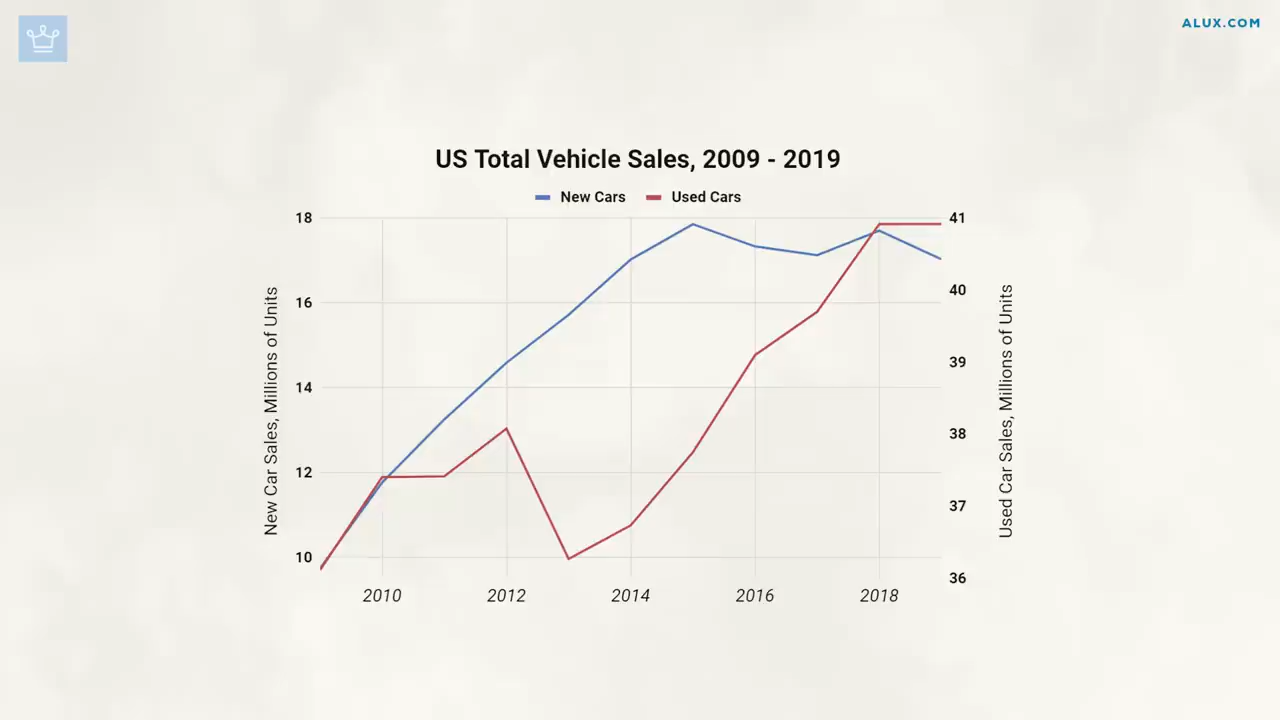 ALUX.COM
US Total Vehicle Sales, 2009 - 2019
New Cars Used Cars
New Car Sales, Millions of Units
18
16
14
12
10
41
40
39
38
37
36
Used Car Sales, Millions of Units
2010 2012 2014 2016 2018